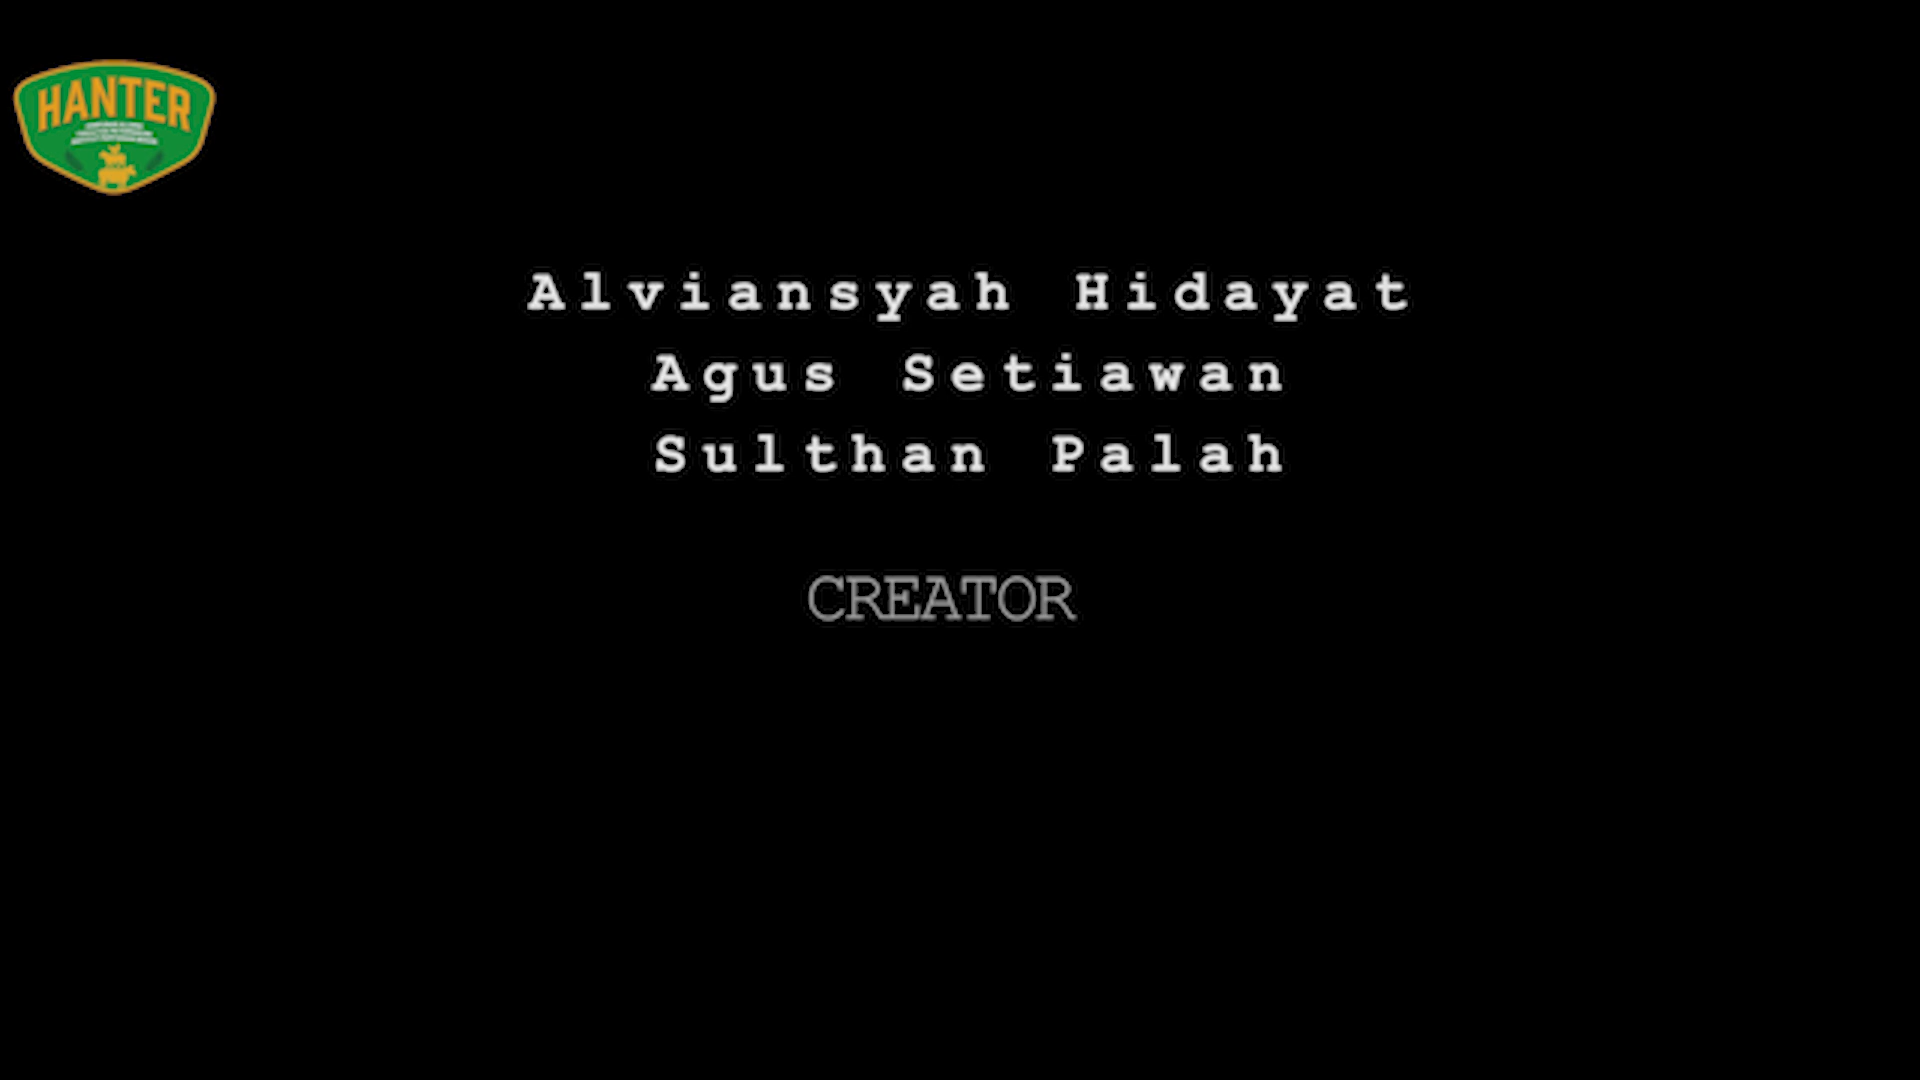 HANTER
Alviansyah Hidayat
Agus Setiawan
Sulthan Palah
CREATOR